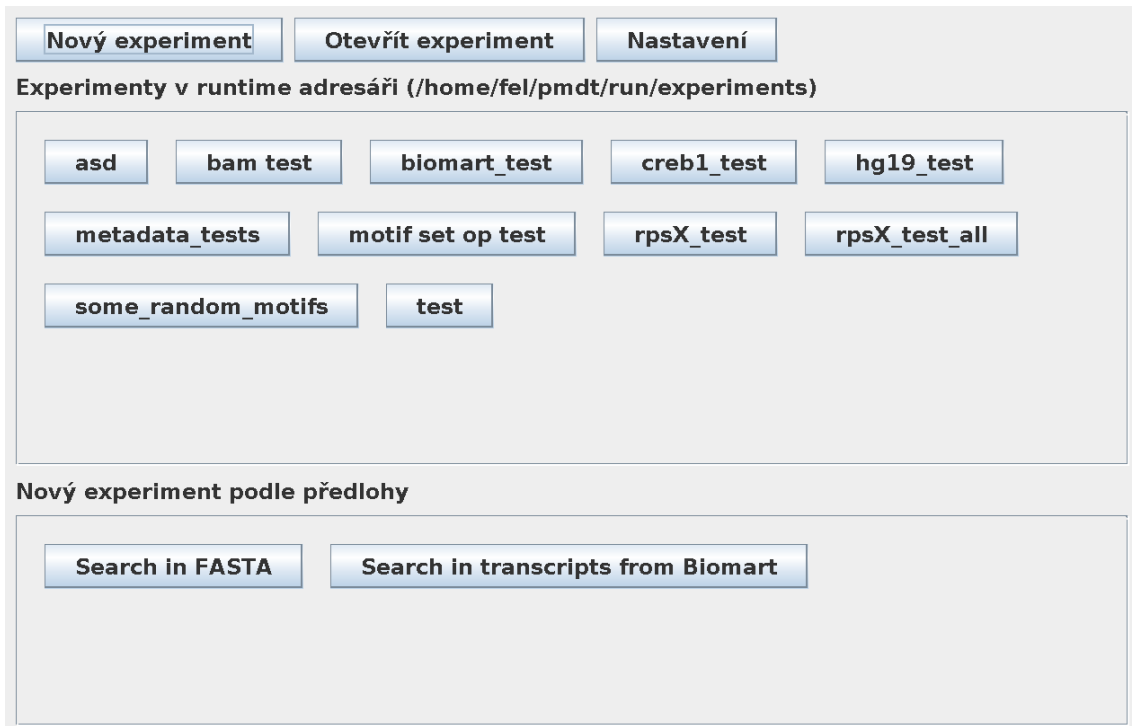 Nový experiment Otevřít experiment Nastavení
Experimenty v runtime adresáři (/home/fel/pmdt/run/experiments)
asd bam test biomart_test creb1_test hg19_test
metadata_tests motif set op test rpsX_test rpsX_test_all
some_random_motifs test
Nový experiment podle předlohy
Search in FASTA Search in transcripts from Biomart